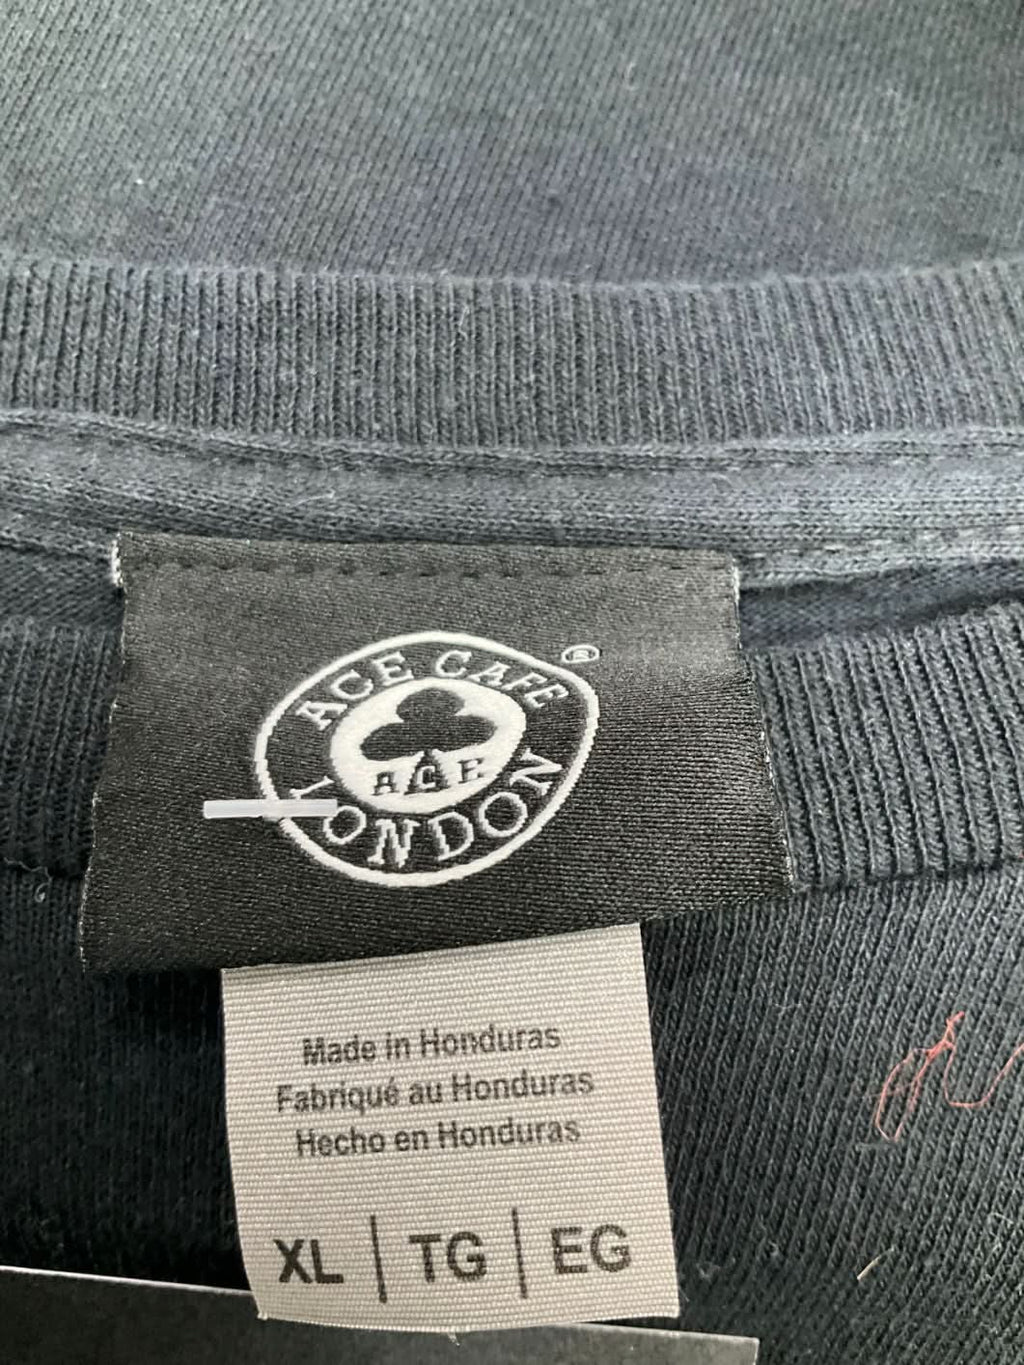 ACE CAFE
®
ACE
LONDON
Made in Honduras
Fabriqué au Honduras
Hecho en Honduras
XL | TG | EG